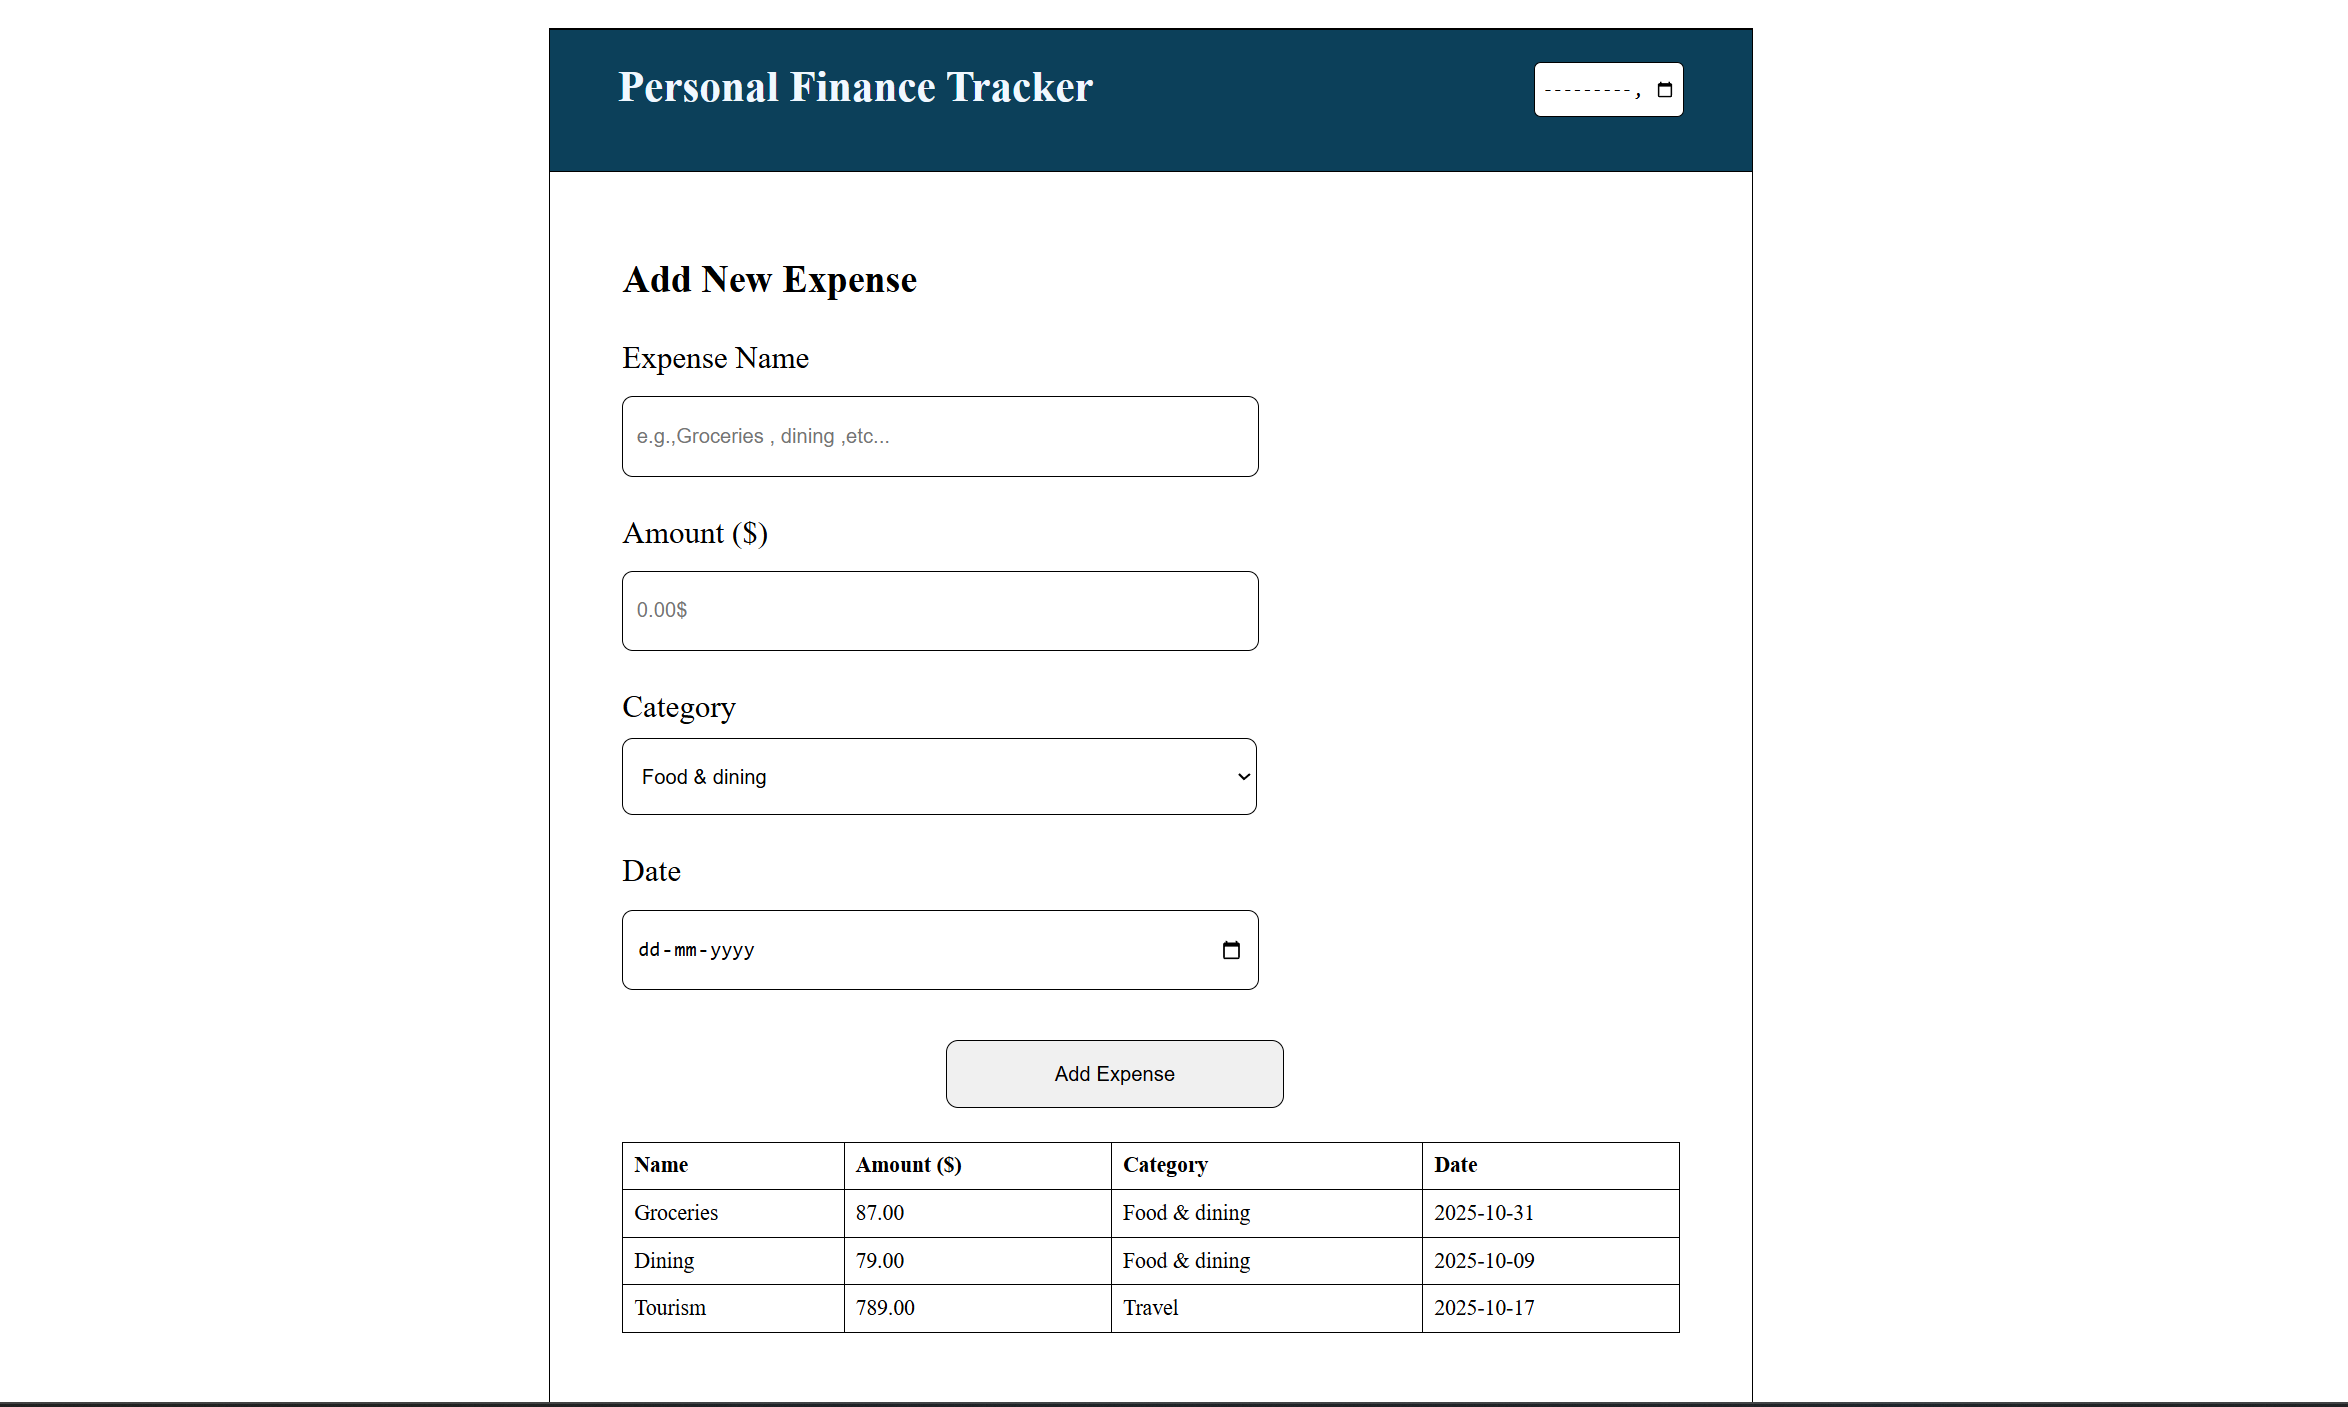 Personal Finance Tracker
---------,
Add New Expense
Expense Name
e.g.,Groceries , dining ,etc...
Amount ($)
0.00$
Category
Food & dining
Date
dd-mm-yyyy
Add Expense
Name Amount ($) Category Date
Groceries 87.00 Food & dining 2025-10-31
Dining 79.00 Food & dining 2025-10-09
Tourism 789.00 Travel 2025-10-17